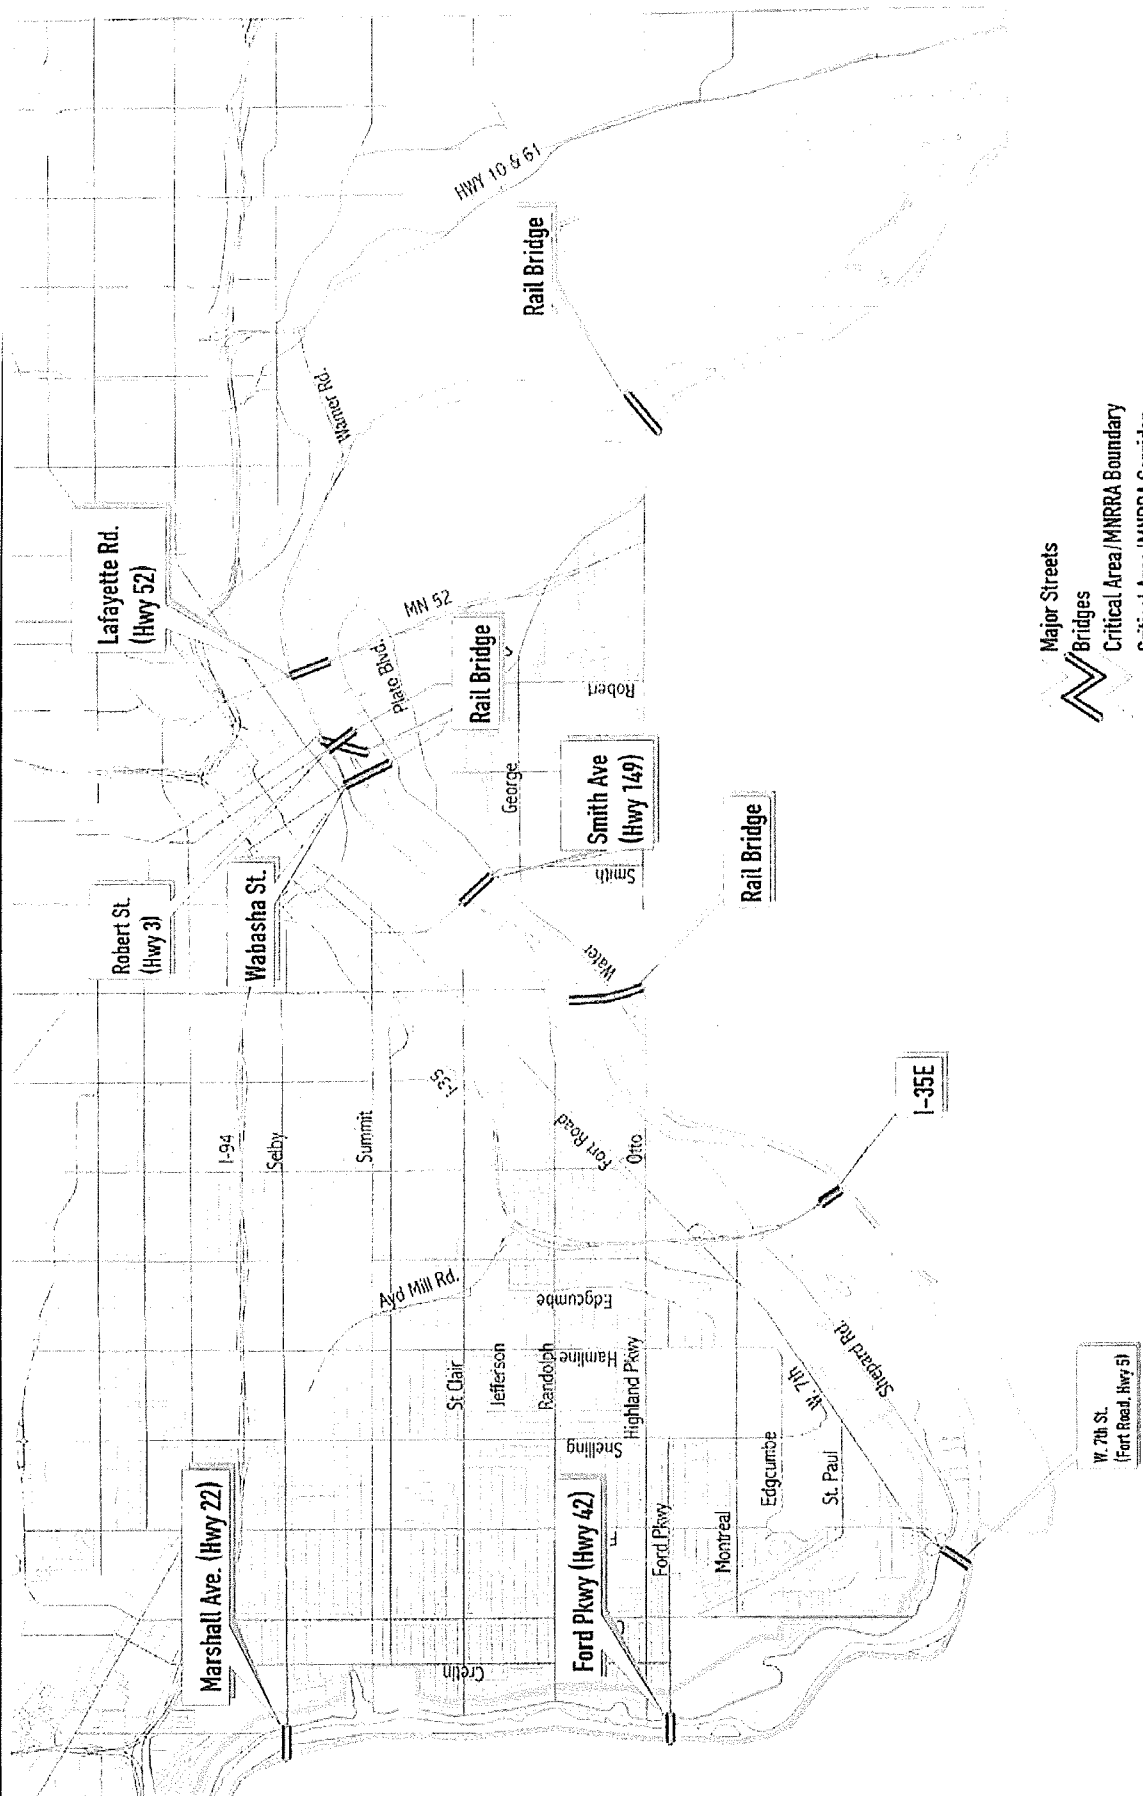 Marshall Ave. (Hwy 22)
Ford Pkwy (Hwy 42)
W. 7th St.
(Fort Road, Hwy 5)
I-35E
Robert St.
(Hwy 3)
Wabasha St.
Lafayette Rd.
(Hwy 52)
Rail Bridge
Smith Ave
(Hwy 149)
Rail Bridge
Rail Bridge
I-94
Selby
Summit
I-35
St. Clair
Jefferson
Randolph
Highland Pkwy
Ford Pkwy
Montreal
Edgcumbe
St. Paul
Cretin
Snelling
Hamline
Edgcumbe
Ayd Mill Rd.
W. 7th
Shepard Rd.
Fort Road
Otto
Water
Smith
George
Robert
Plato Blvd.
MN 52
Warner Rd.
HWY 10 & 61
Major Streets
Bridges
Critical Area/MNRRA Boundary